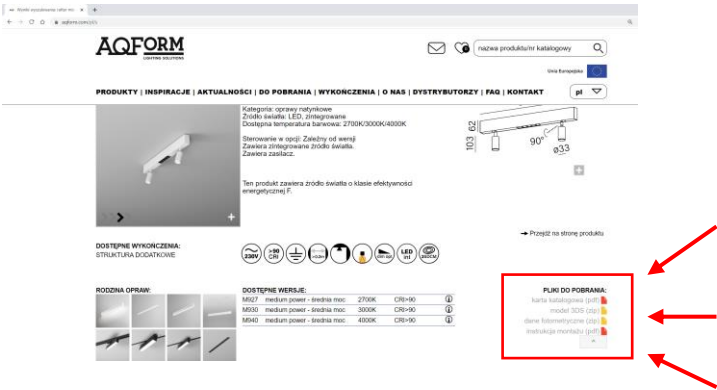 aqform.com/pl/s
AQFORM
LIGHTING SOLUTIONS
nazwa produktu/nr katalogowy
Unia Europejska
PRODUKTY | INSPIRACJE | AKTUALNOŚCI | DO POBRANIA | WYKOŃCZENIA | O NAS | DYSTRYBUTORZY | FAQ | KONTAKT
pl
Kategoria: oprawy natynkowe
Źródło światła: LED, zintegrowane
Dostępna temperatura barwowa: 2700K/3000K/4000K
Sterowanie w opcji: Zależny od wersji
Zawiera zintegrowane źródło światła.
Zawiera zasilacz.
Ten produkt zawiera źródło światła o klasie efektywności
energetycznej F.
103 62
90°
ø33
Przejdź na stronę produktu
DOSTĘPNE WYKOŃCZENIA:
STRUKTURA DODATKOWE
230V
>90 CRI
LED int
RODZINA OPRAW:
DOSTĘPNE WERSJE:
M927 medium power - średnia moc 2700K CRI>90
M930 medium power - średnia moc 3000K CRI>90
M940 medium power - średnia moc 4000K CRI>90
PLIKI DO POBRANIA:
karta katalogowa (pdf)
model 3DS (zip)
dane fotometryczne (zip)
instrukcja montażu (pdf)